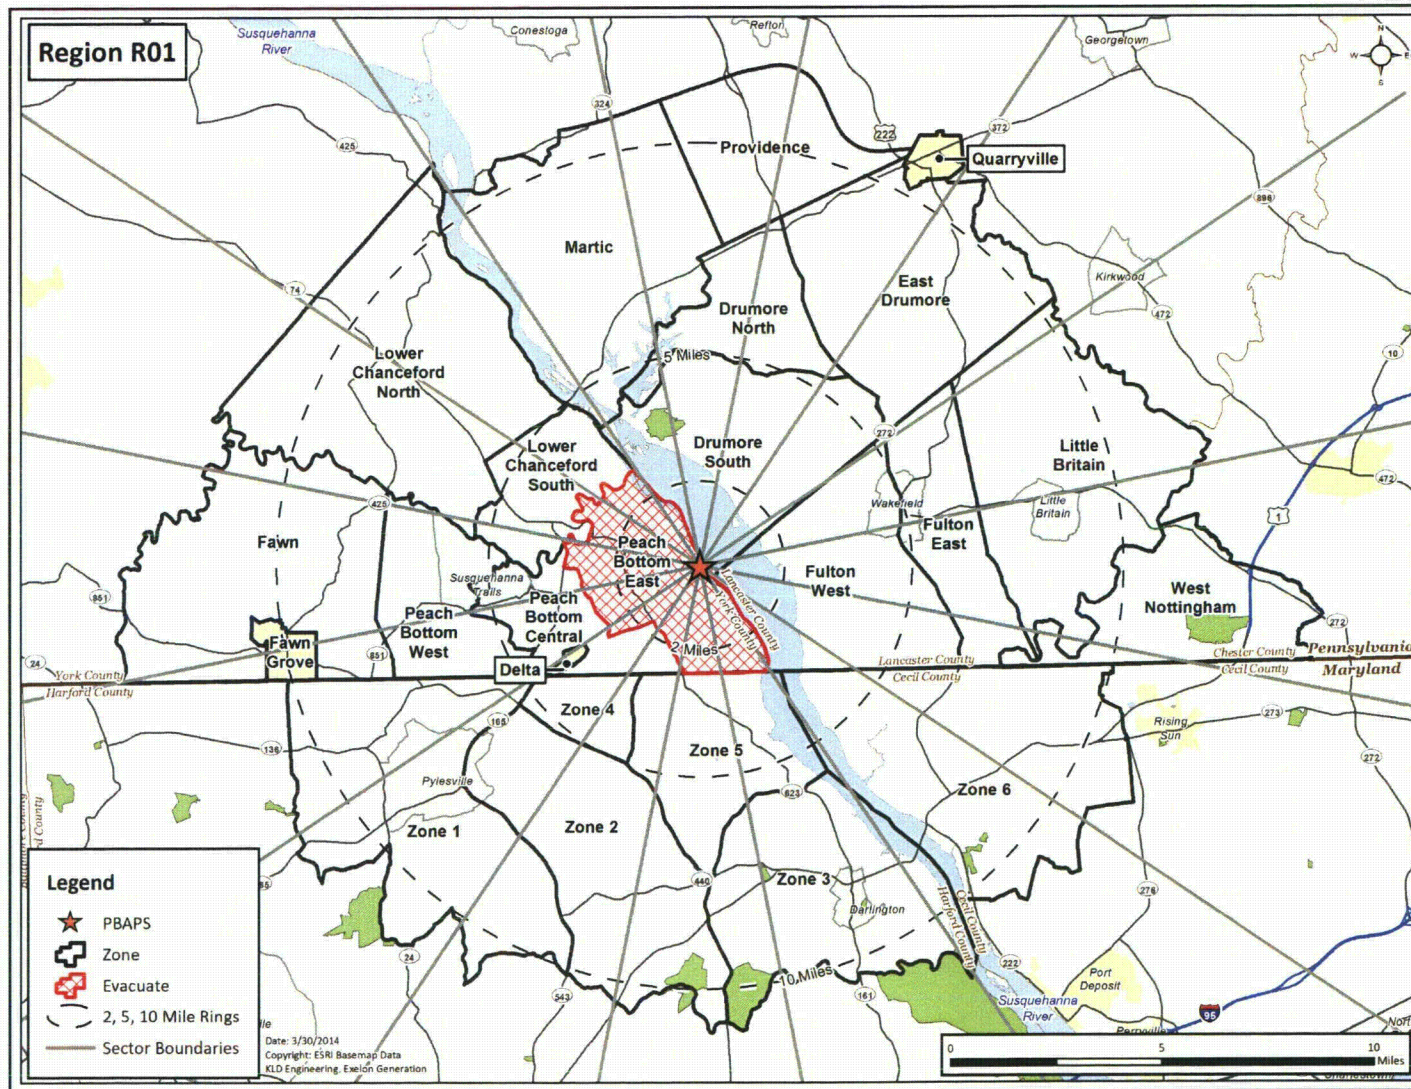 Region R01
Susquehanna
River
Conestoga
Refton
Georgetown
N
W
E
S
324
222
372
425
Providence
Quarryville
896
Martic
Kirkwood
East
Drumore
74
Drumore
North
472
Lower
Chanceford
North
5 Miles
10
272
Lower
Chanceford
South
Drumore
South
Little
Britain
472
425
Wakefield
Little
Britain
1
Fawn
Peach
Bottom
East
Fulton
East
Susquehanna
Trails
Fulton
West
West
Nottingham
851
Peach
Bottom
Central
Lancaster County
York County
Peach
Bottom
West
272
Fawn
Grove
851
2 Miles
24
Delta
York County
Harford County
Lancaster County
Cecil County
Chester County
Cecil County
Pennsylvania
Maryland
Zone 4
165
136
Zone 5
Rising
Sun
273
272
Pylesville
623
Zone 6
Zone 1
Zone 2
Zone 3
440
Darlington
276
Cecil County
Harford County
24
10 Miles
543
161
222
Port
Deposit
Susquehanna
River
95
Perryville
Legend
PBAPS
Zone
Evacuate
2, 5, 10 Mile Rings
Sector Boundaries
Date: 3/30/2014
Copyright: ESRI Basemap Data
KLD Engineering, Exelon Generation
0
5
10
Miles